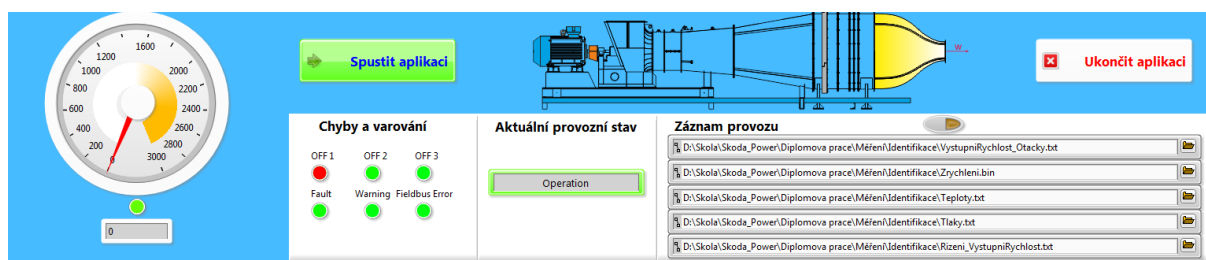 1600
1200
1000
2000
800
2200
600
2400
400
2600
200
2800
0
3000
0
Spustit aplikaci
W
Ukončit aplikaci
Chyby a varování
OFF 1
OFF 2
OFF 3
Fault
Warning
Fieldbus Error
Aktuální provozní stav
Operation
Záznam provozu
D:\Skola\Skoda_Power\Diplomova prace\Měření\Identifikace\VystupniRychlost_Otacky.txt
D:\Skola\Skoda_Power\Diplomova prace\Měření\Identifikace\Zrychleni.bin
D:\Skola\Skoda_Power\Diplomova prace\Měření\Identifikace\Teploty.txt
D:\Skola\Skoda_Power\Diplomova prace\Měření\Identifikace\Tlaky.txt
D:\Skola\Skoda_Power\Diplomova prace\Měření\Identifikace\Rizeni_VystupniRychlost.txt